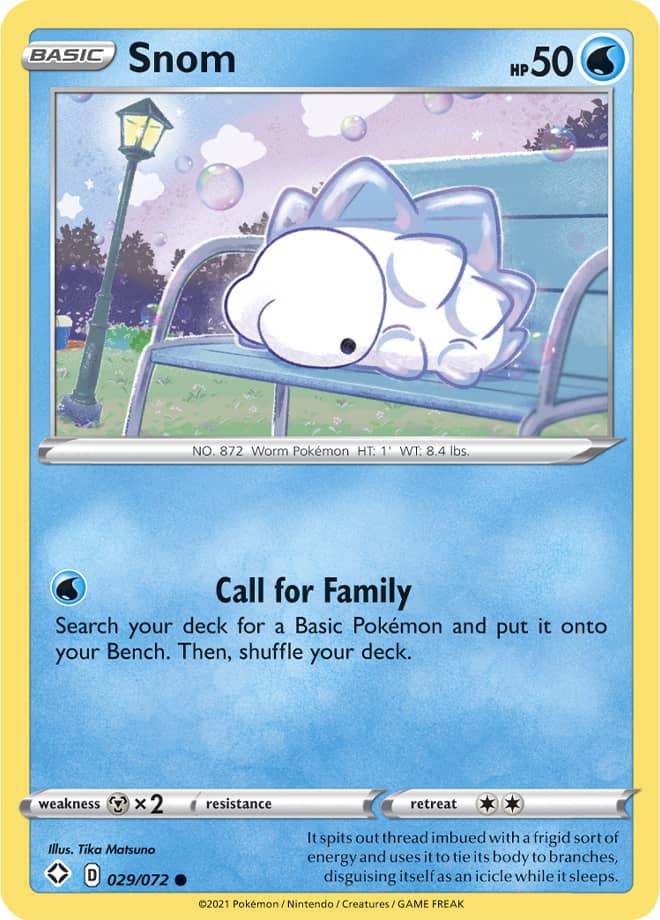 BASIC Snom HP50
NO. 872 Worm Pokémon HT: 1' WT: 8.4 lbs.
Call for Family
Search your deck for a Basic Pokémon and put it onto
your Bench. Then, shuffle your deck.
weakness ×2 resistance retreat
Illus. Tika Matsuno
It spits out thread imbued with a frigid sort of
energy and uses it to tie its body to branches,
disguising itself as an icicle while it sleeps.
D 029/072
©2021 Pokémon / Nintendo / Creatures / GAME FREAK